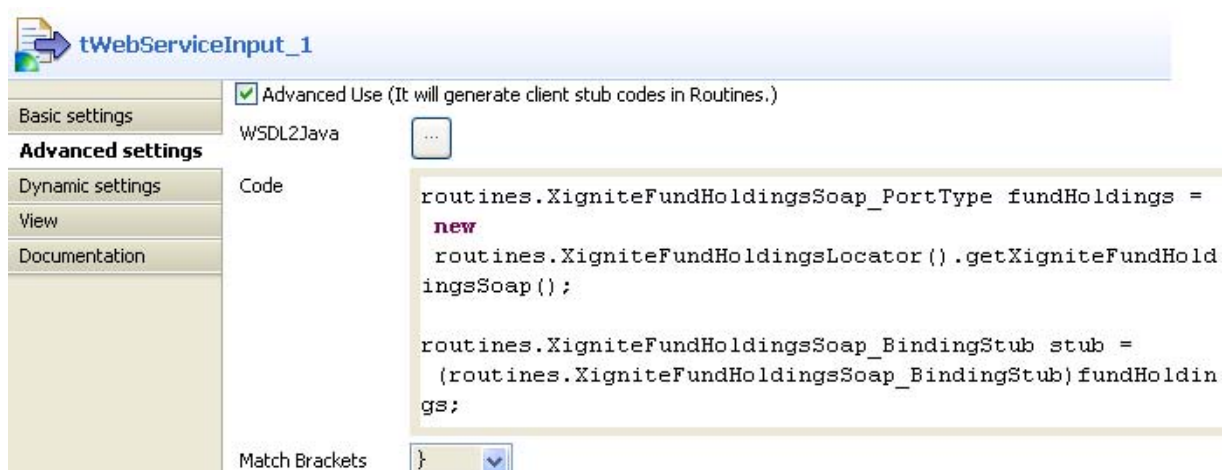 tWebServiceInput_1
Basic settings
Advanced settings
Dynamic settings
View
Documentation
Advanced Use (It will generate client stub codes in Routines.)
WSDL2Java
...
Code
routines.XigniteFundHoldingsSoap_PortType fundHoldings =
new
routines.XigniteFundHoldingsLocator().getXigniteFundHold
ingsSoap();
routines.XigniteFundHoldingsSoap_BindingStub stub =
(routines.XigniteFundHoldingsSoap_BindingStub)fundHoldin
gs;
Match Brackets
}